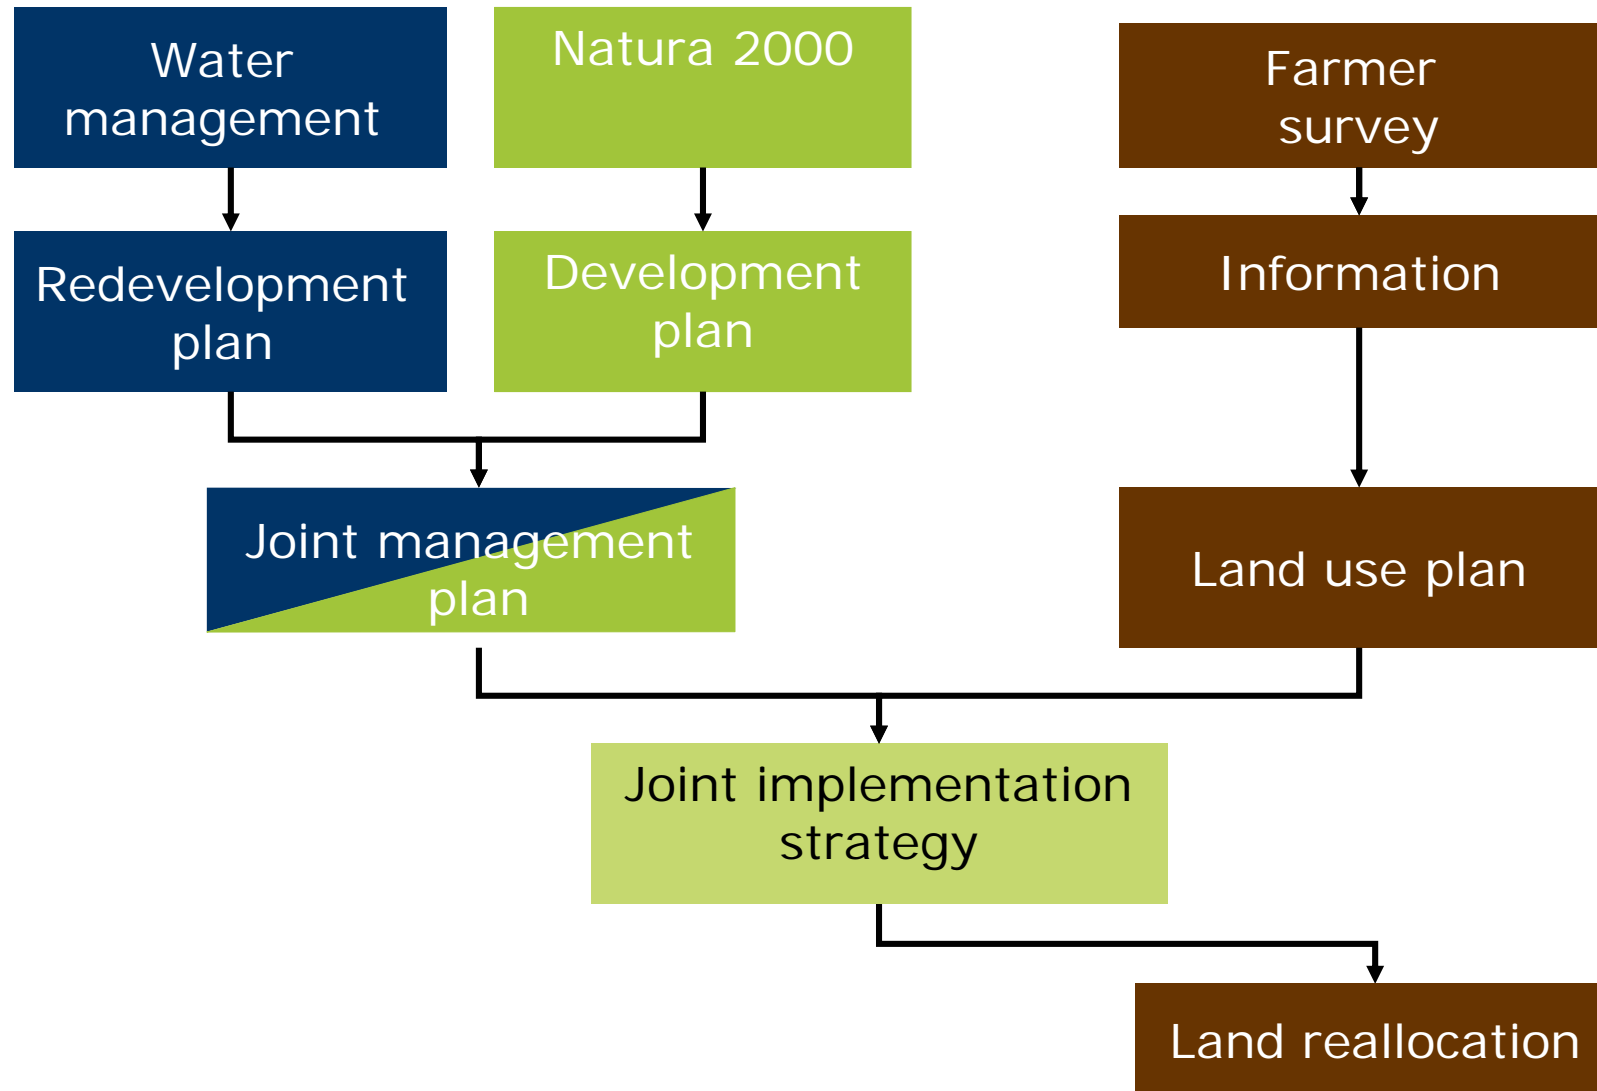 Water
management
Natura 2000
Farmer
survey
Redevelopment
plan
Development
plan
Information
Joint management
plan
Land use plan
Joint implementation
strategy
Land reallocation